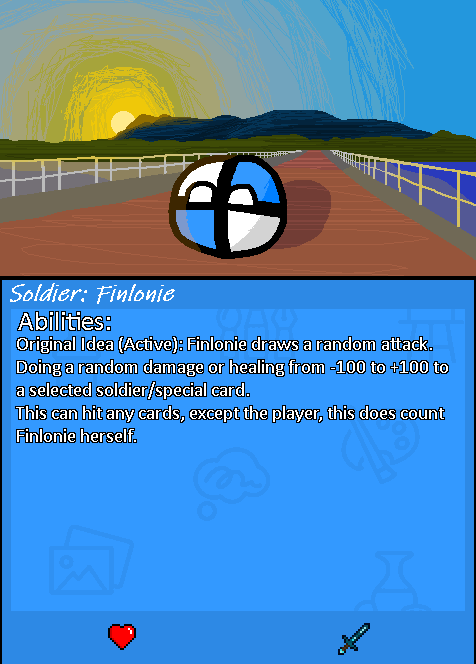 Soldier: Finlonie
Abilities:
Original Idea (Active): Finlonie draws a random attack.
Doing a random damage or healing from -100 to +100 to
a selected soldier/special card.
This can hit any cards, except the player, this does count
Finlonie herself.